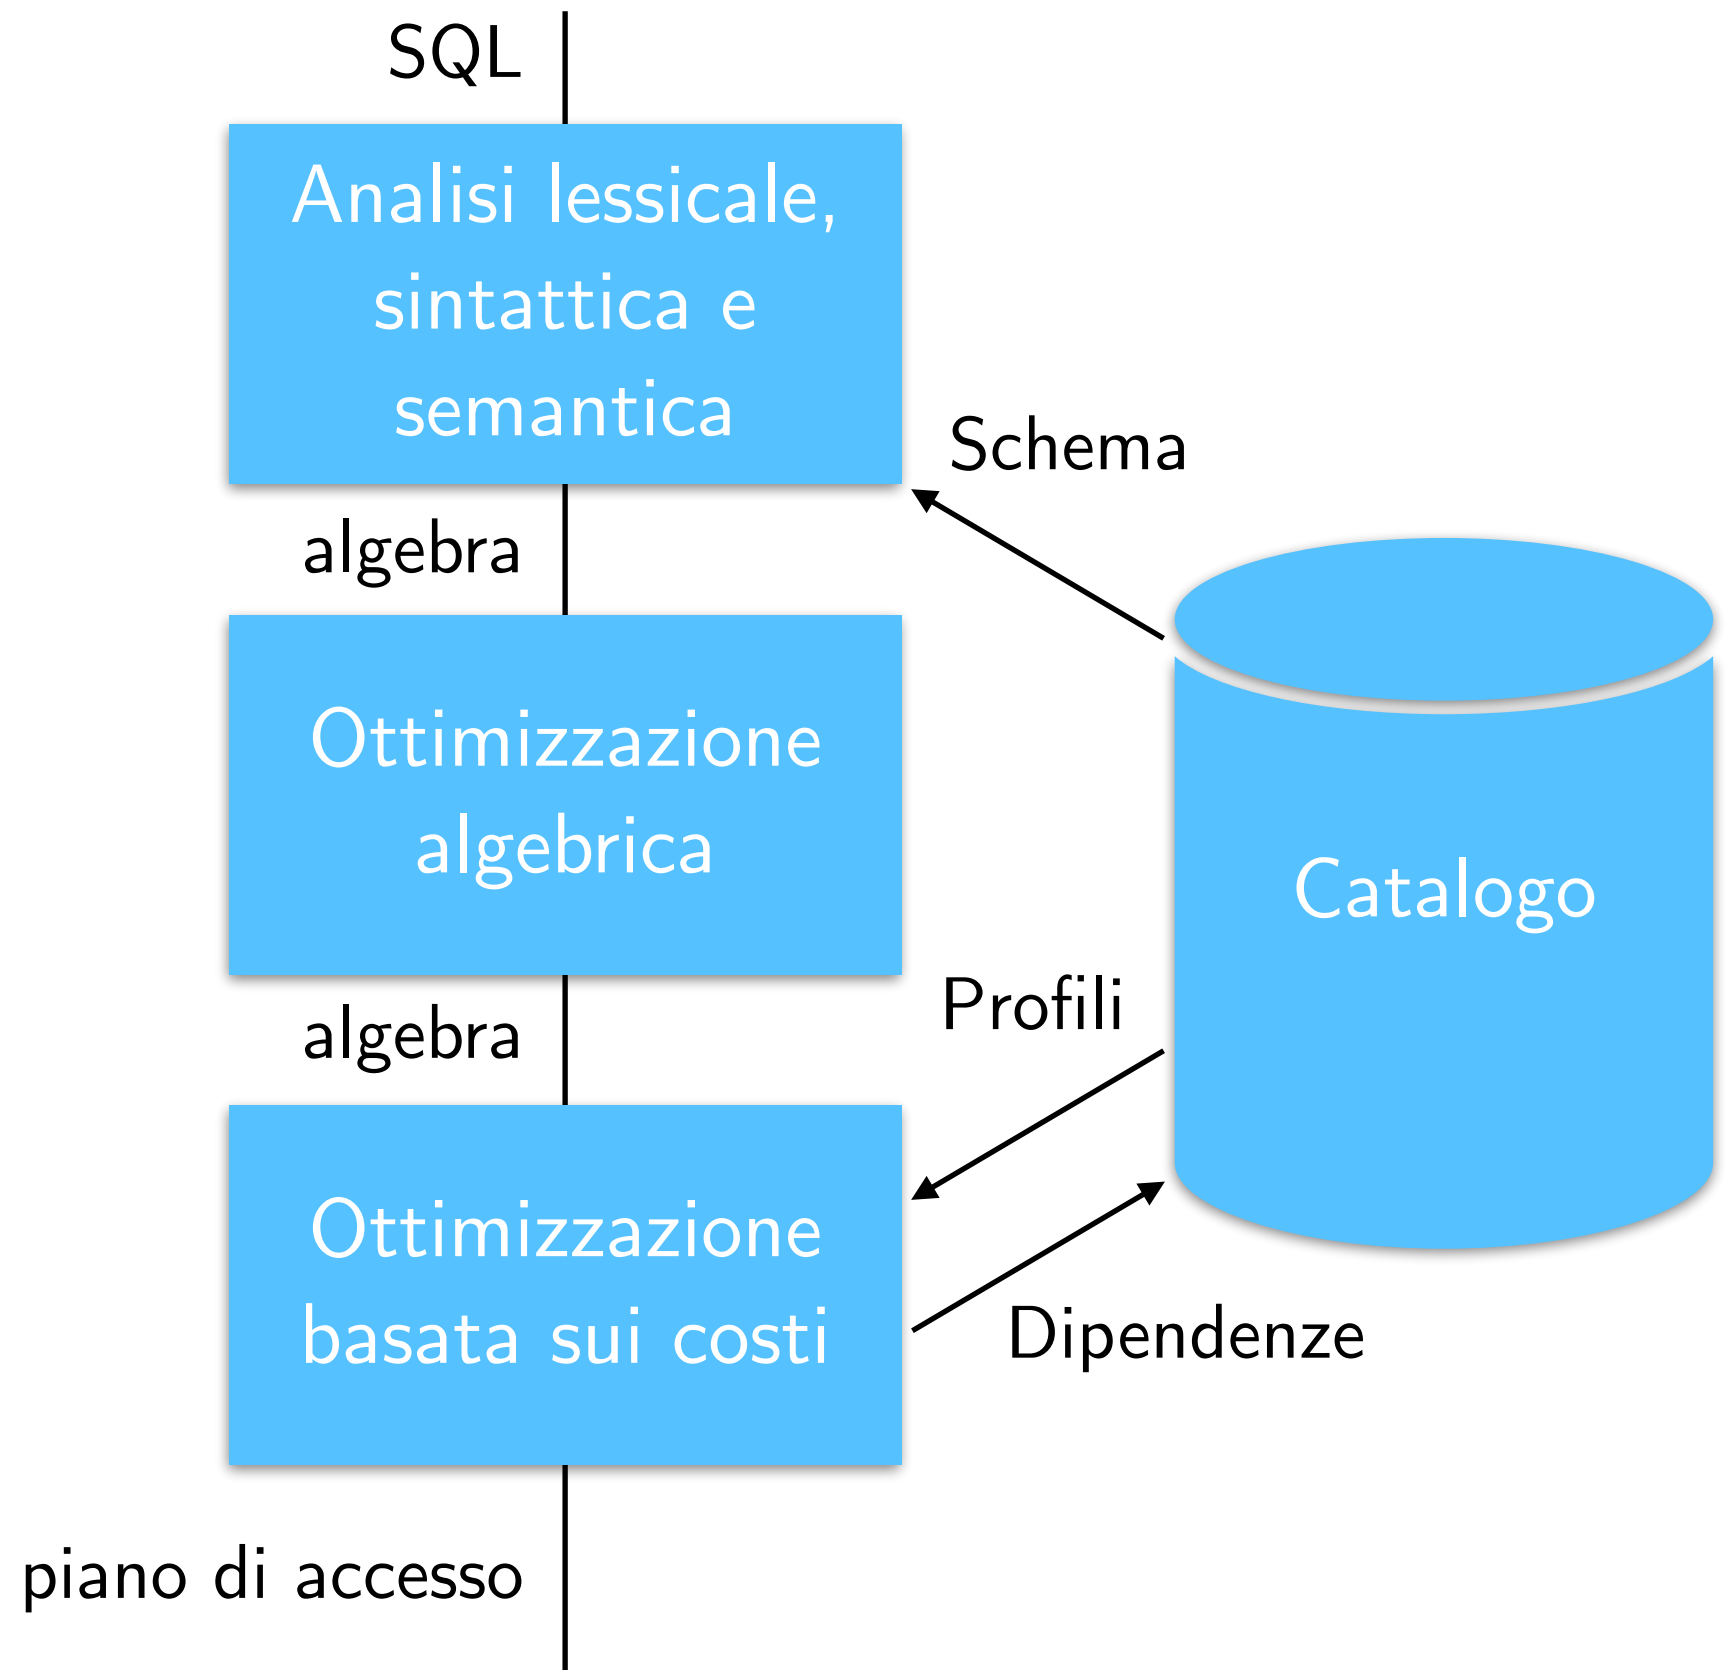 SQL
Analisi lessicale,
sintattica e
semantica
Schema
algebra
Ottimizzazione
algebrica
Catalogo
Profili
algebra
Ottimizzazione
basata sui costi
Dipendenze
piano di accesso